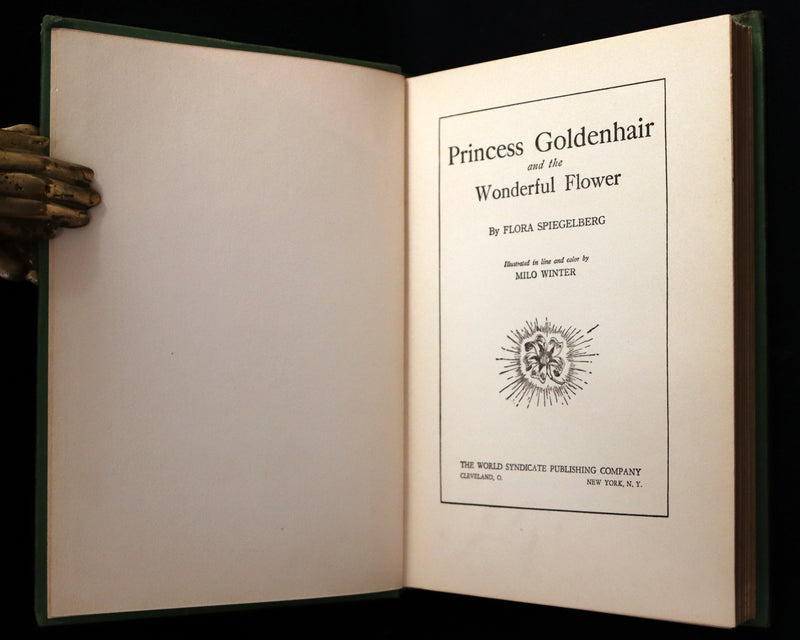 Princess Goldenhair
and the
Wonderful Flower
By FLORA SPIEGELBERG
Illustrated in line and color by
MILO WINTER
THE WORLD SYNDICATE PUBLISHING COMPANY
CLEVELAND, O. NEW YORK, N. Y.